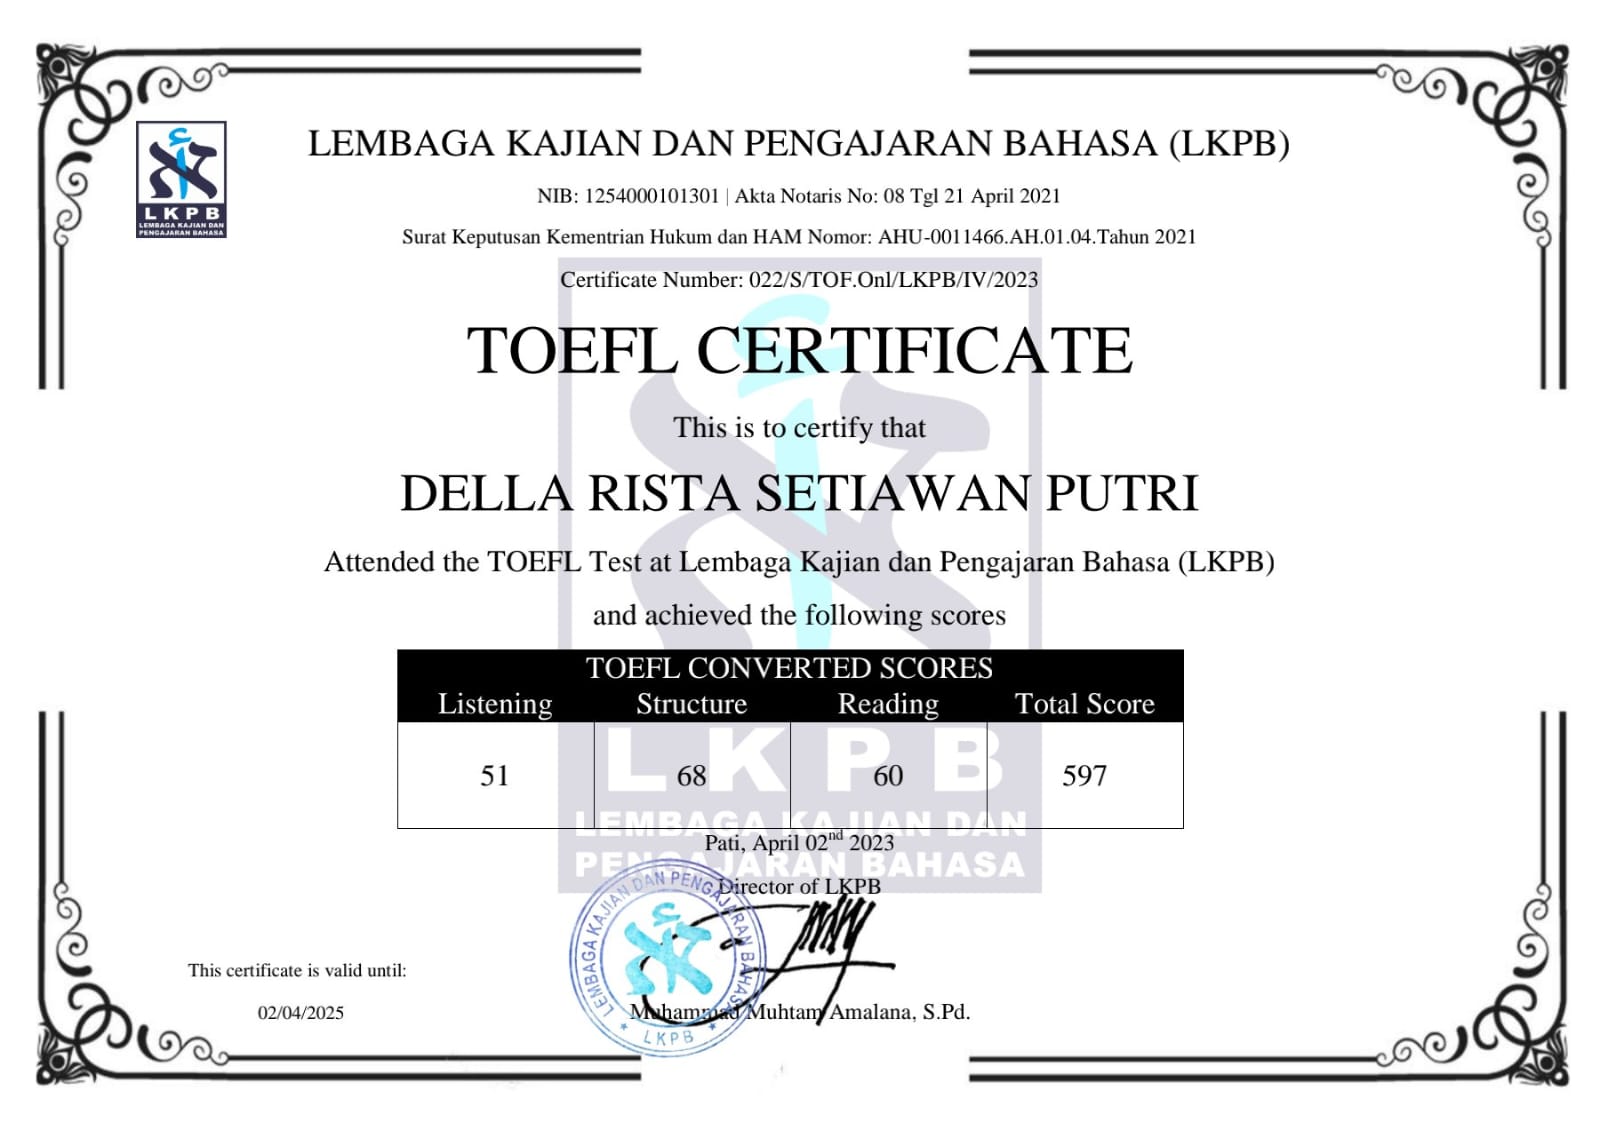 LEMBAGA KAJIAN DAN PENGAJARAN BAHASA (LKPB)
LKPB
LEMBAGA KAJIAN DAN
PENGAJARAN BAHASA
NIB: 1254000101301 | Akta Notaris No: 08 Tgl 21 April 2021
Surat Keputusan Kementrian Hukum dan HAM Nomor: AHU-0011466.AH.01.04.Tahun 2021
Certificate Number: 022/S/TOF.Onl/LKPB/IV/2023
TOEFL CERTIFICATE
This is to certify that
DELLA RISTA SETIAWAN PUTRI
Attended the TOEFL Test at Lembaga Kajian dan Pengajaran Bahasa (LKPB)
and achieved the following scores
TOEFL CONVERTED SCORES
Listening Structure Reading Total Score
51 68 60 597
LKPB
LEMBAGA KAJIAN DAN
PENGAJARAN BAHASA
Pati, April 02nd 2023
Director of LKPB
LEMBAGA KAJIAN DAN PENGAJARAN BAHASA
LKPB
Muhammad Muhtam Amalana, S.Pd.
This certificate is valid until:
02/04/2025